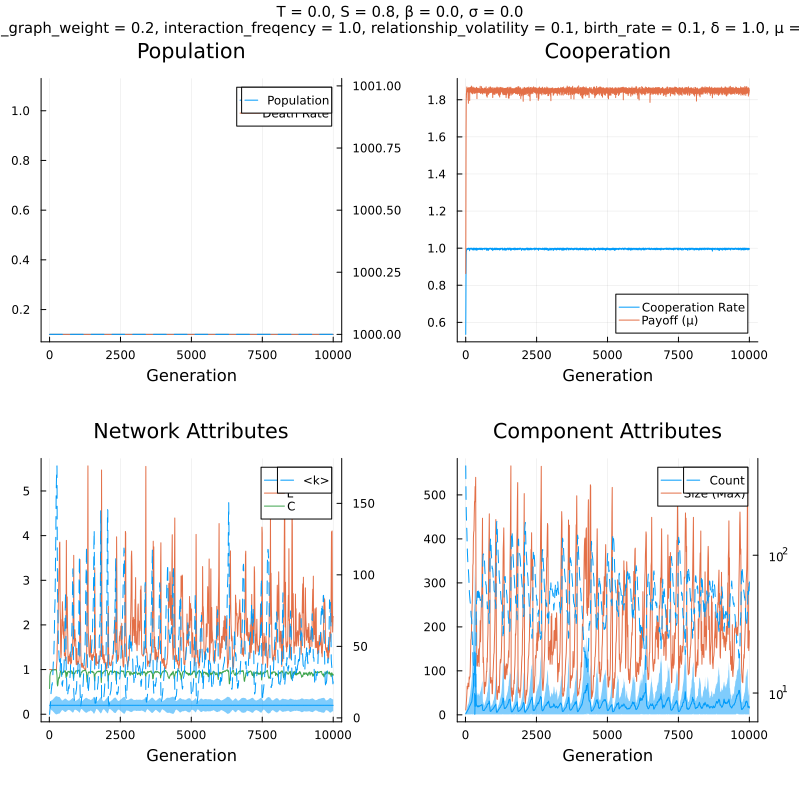 T = 0.0, S = 0.8, β = 0.0, σ = 0.0
_graph_weight = 0.2, interaction_freqency = 1.0, relationship_volatility = 0.1, birth_rate = 0.1, δ = 1.0, μ =
Population
Cooperation
1.0
0.8
0.6
0.4
0.2
1001.00
1000.75
1000.50
1000.25
1000.00
Population
Death Rate
0 2500 5000 7500 10000
Generation
1.8
1.6
1.4
1.2
1.0
0.8
0.6
Cooperation Rate
Payoff (μ)
0 2500 5000 7500 10000
Generation
Network Attributes
Component Attributes
5
4
3
2
1
0
150
100
50
0
<k>
L
C
0 2500 5000 7500 10000
Generation
500
400
300
200
100
0
10²
10¹
Count
Size (Max)
0 2500 5000 7500 10000
Generation